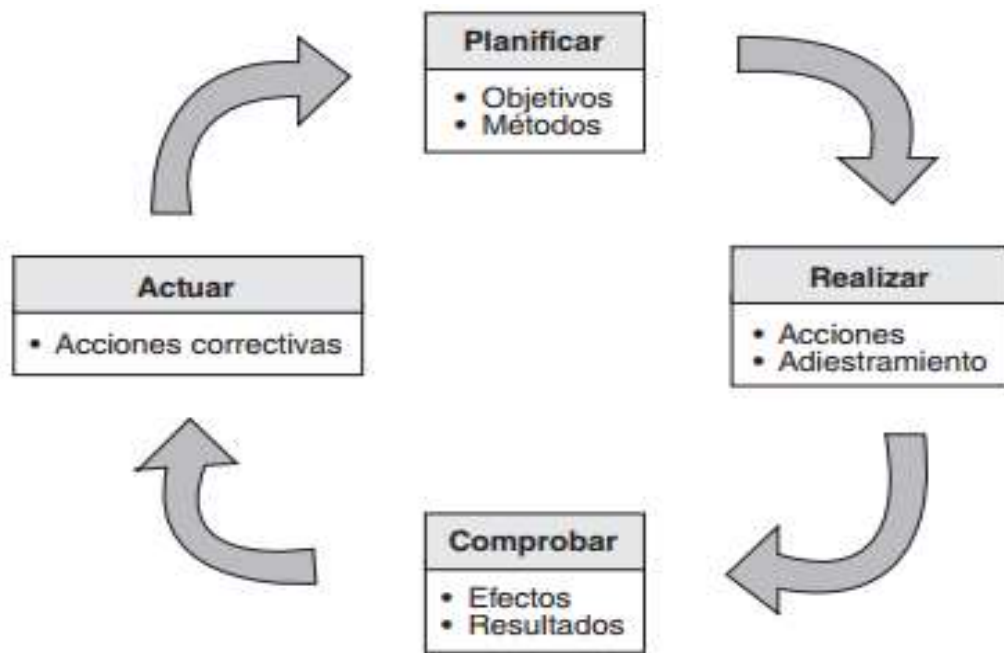 Planificar
• Objetivos
• Métodos
Actuar
• Acciones correctivas
Realizar
• Acciones
• Adiestramiento
Comprobar
• Efectos
• Resultados